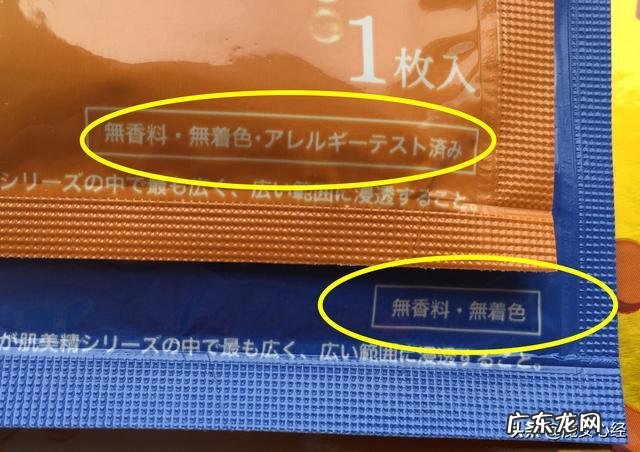 1枚入
無香料・無着色・アレルギーテスト済み
シリーズの中で最も広く、広い範囲に浸透すること。
無香料・無着色
が肌美精シリーズの中で最も広く、広い範囲に浸透すること。
广东龙网